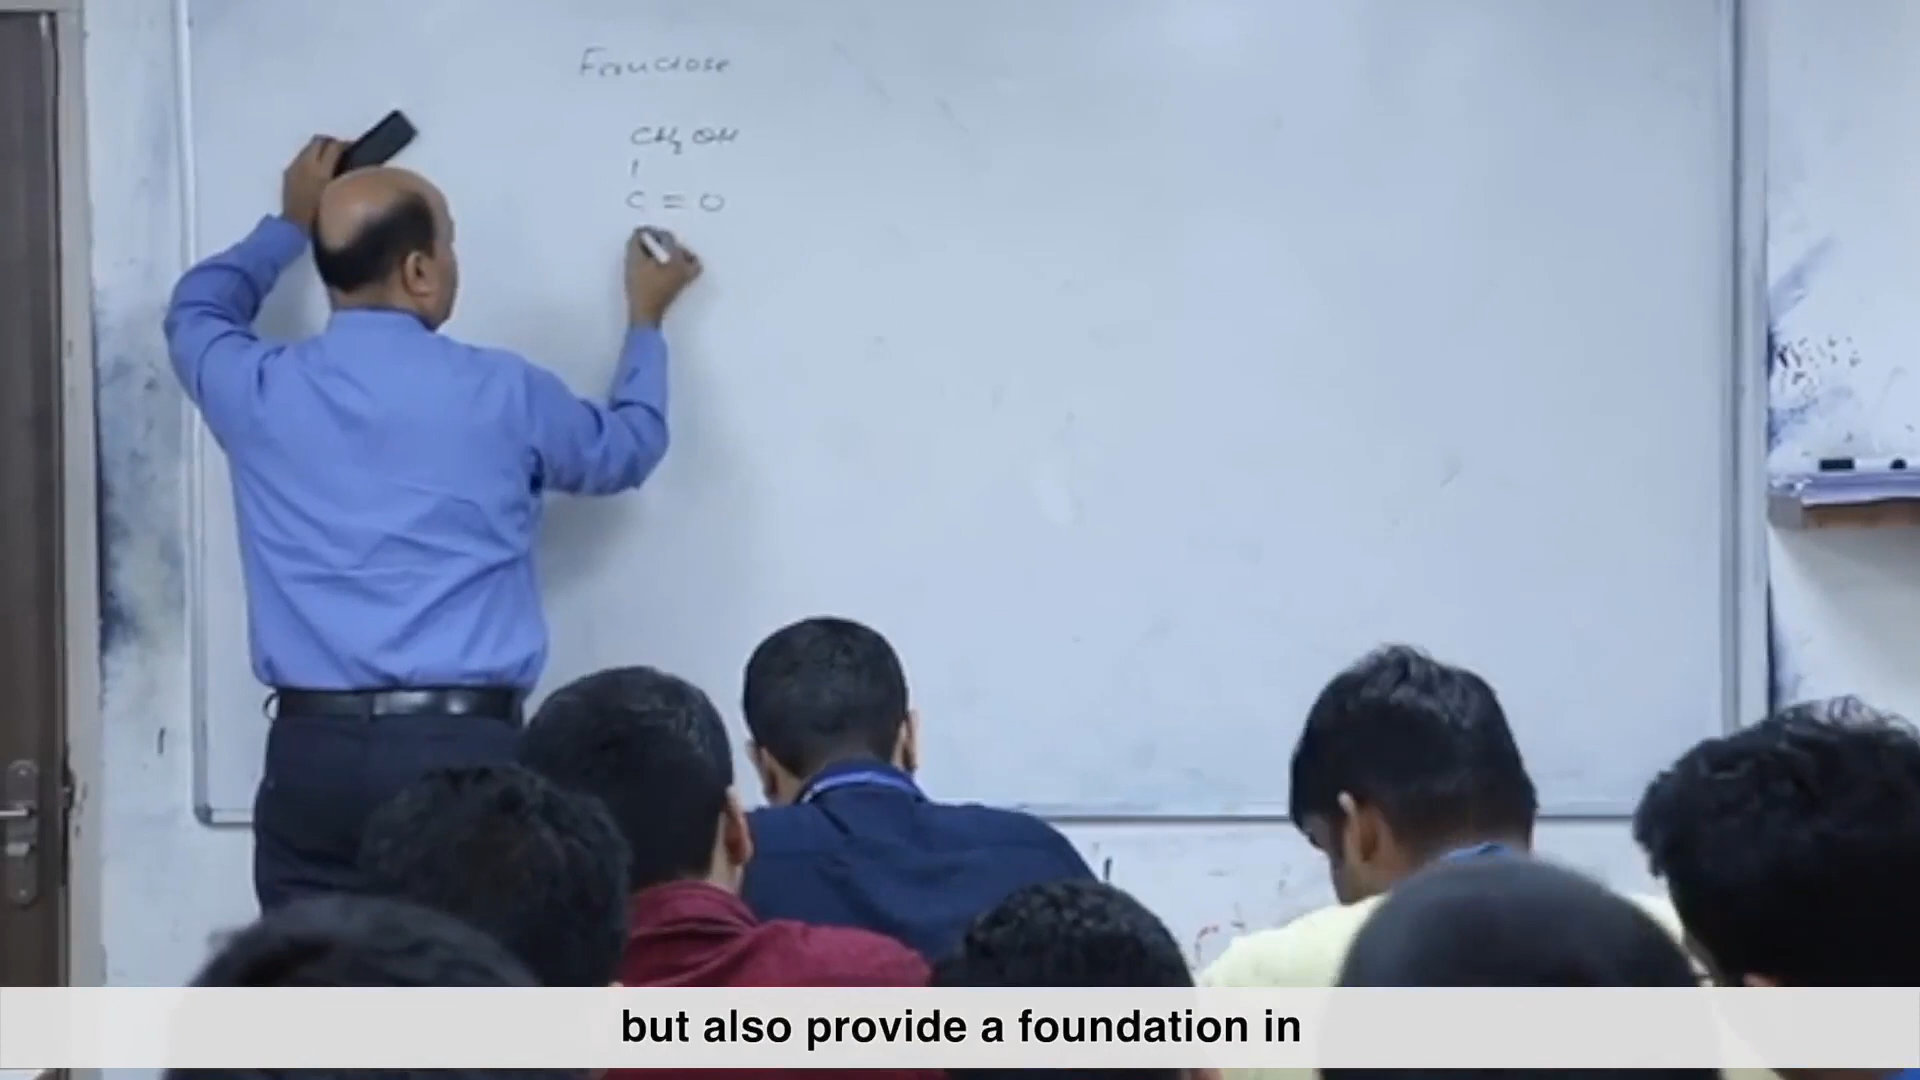 Fructose
CH₂OH
|
C=O
but also provide a foundation in